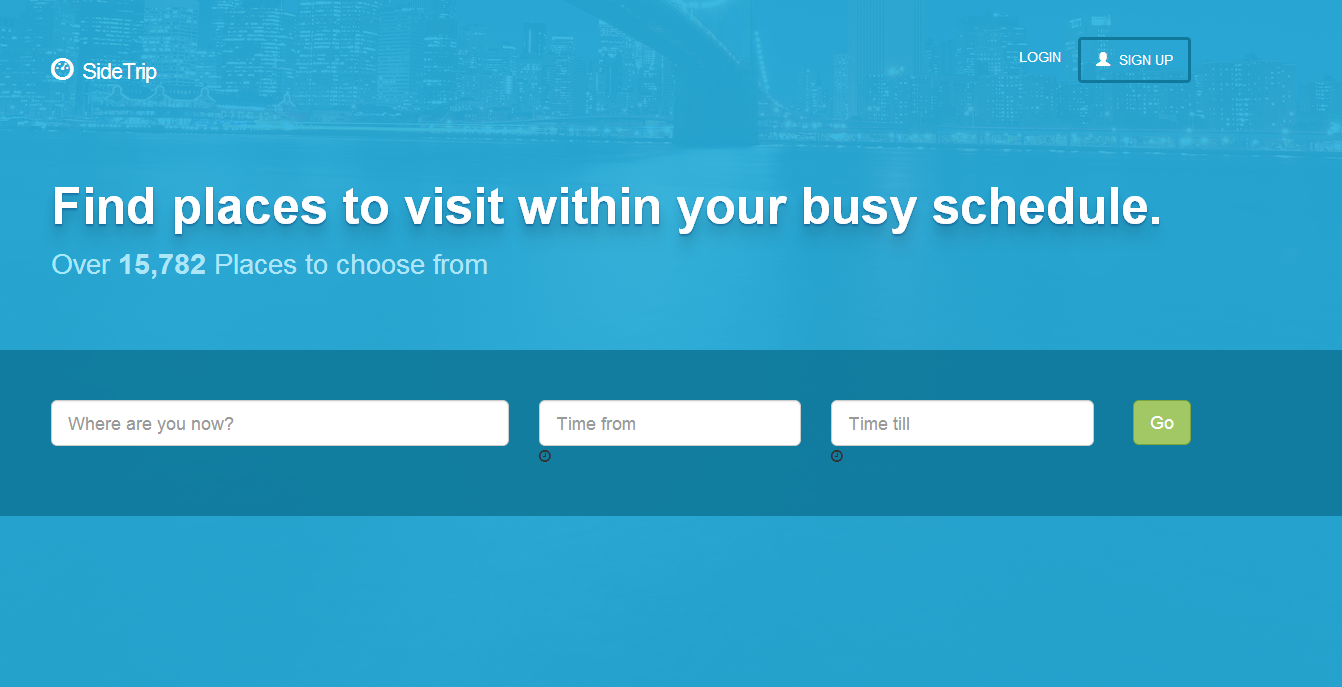 SideTrip
LOGIN
SIGN UP
Find places to visit within your busy schedule.
Over 15,782 Places to choose from
Where are you now?
Time from
Time till
Go